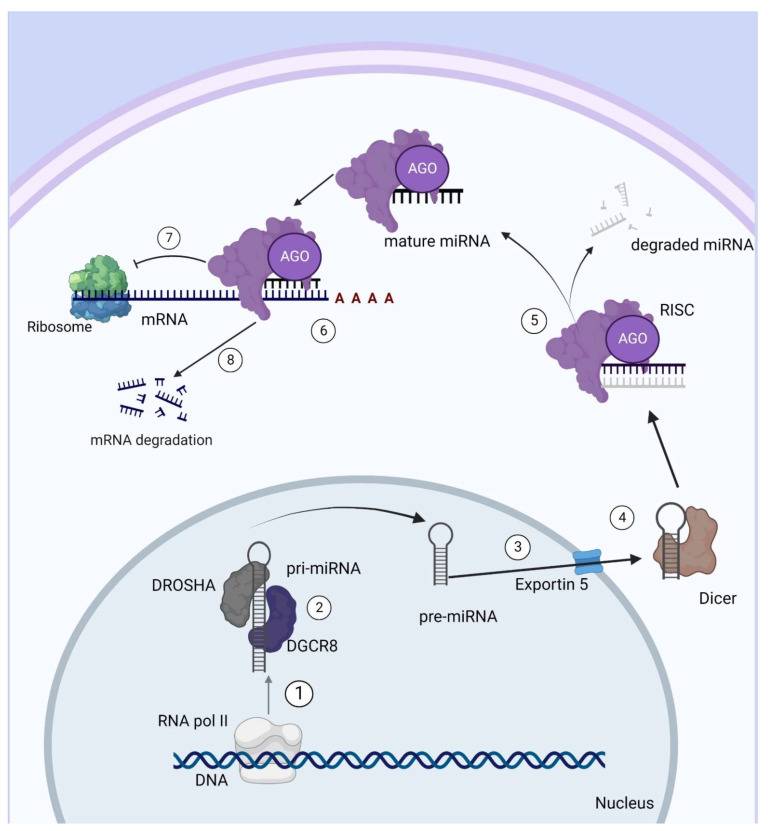 AGO
mature miRNA
degraded miRNA
7
AGO
Ribosome
mRNA
A A A A
6
5
RISC
AGO
8
mRNA degradation
4
3
DROSHA
pri-miRNA
Exportin 5
Dicer
2
pre-miRNA
DGCR8
1
RNA pol II
DNA
Nucleus